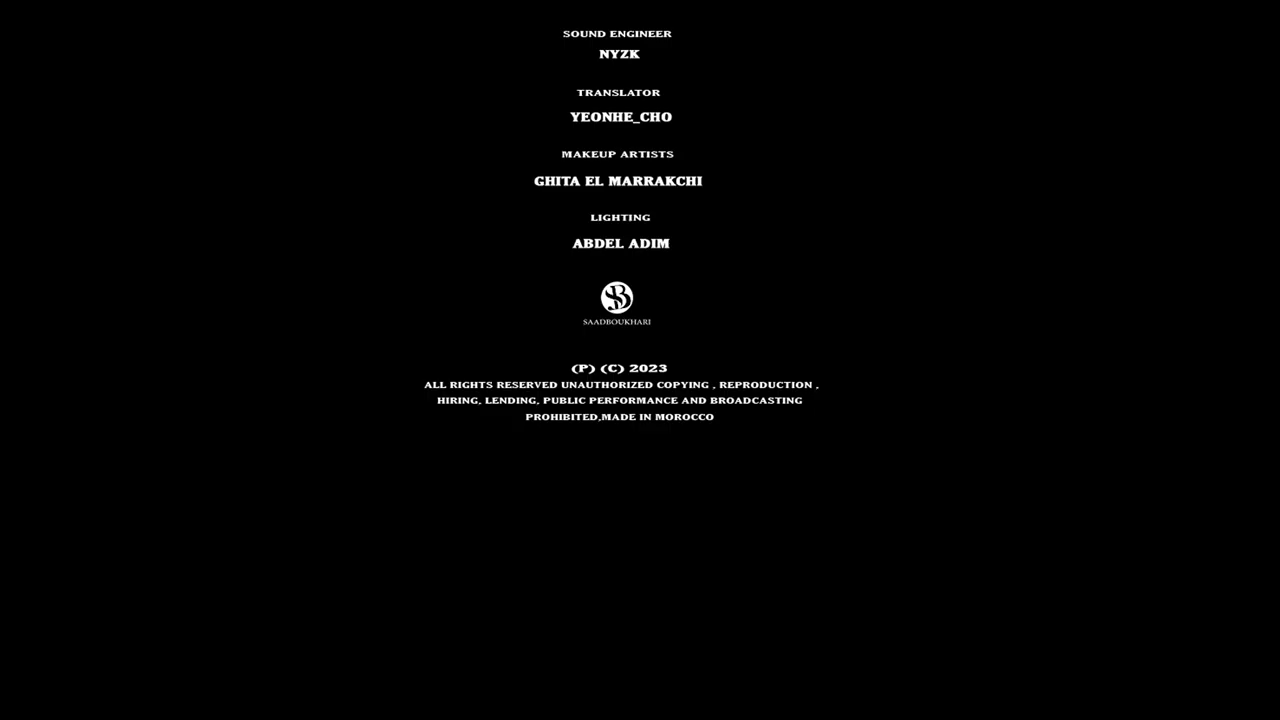 SOUND ENGINEER
NYZK
TRANSLATOR
YEONHE_CHO
MAKEUP ARTISTS
GHITA EL MARRAKCHI
LIGHTING
ABDEL ADIM
SB
SAADBOUKHARI
(P) (C) 2023
ALL RIGHTS RESERVED UNAUTHORIZED COPYING , REPRODUCTION ,
HIRING, LENDING, PUBLIC PERFORMANCE AND BROADCASTING
PROHIBITED,MADE IN MOROCCO